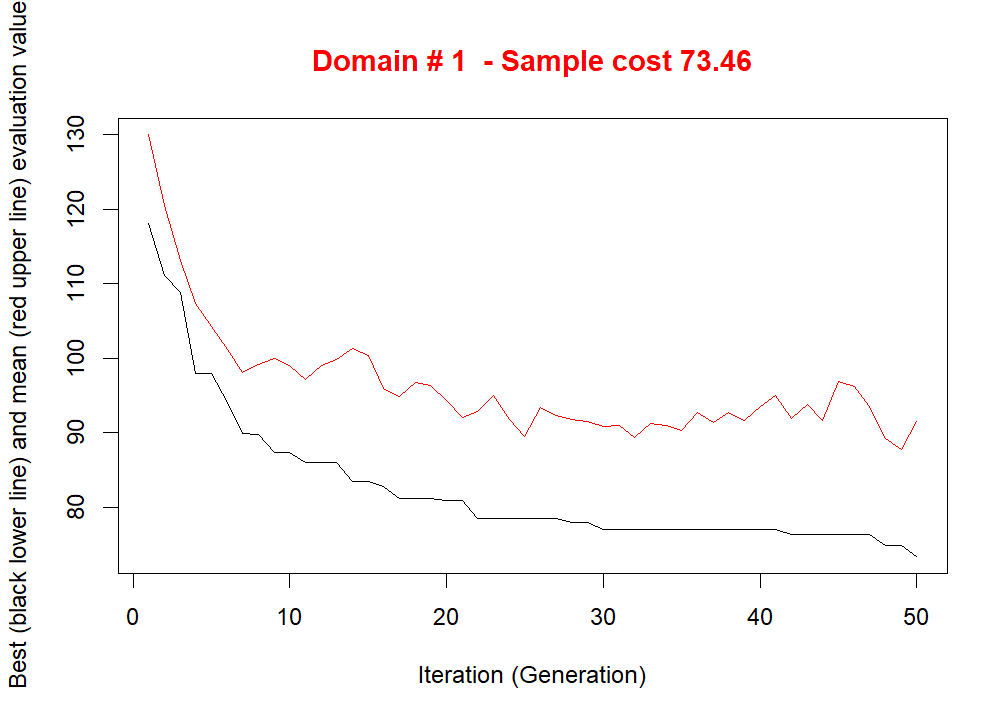 Domain # 1  - Sample cost 73.46
Best (black lower line) and mean (red upper line) evaluation value
130
120
110
100
90
80
0 10 20 30 40 50
Iteration (Generation)